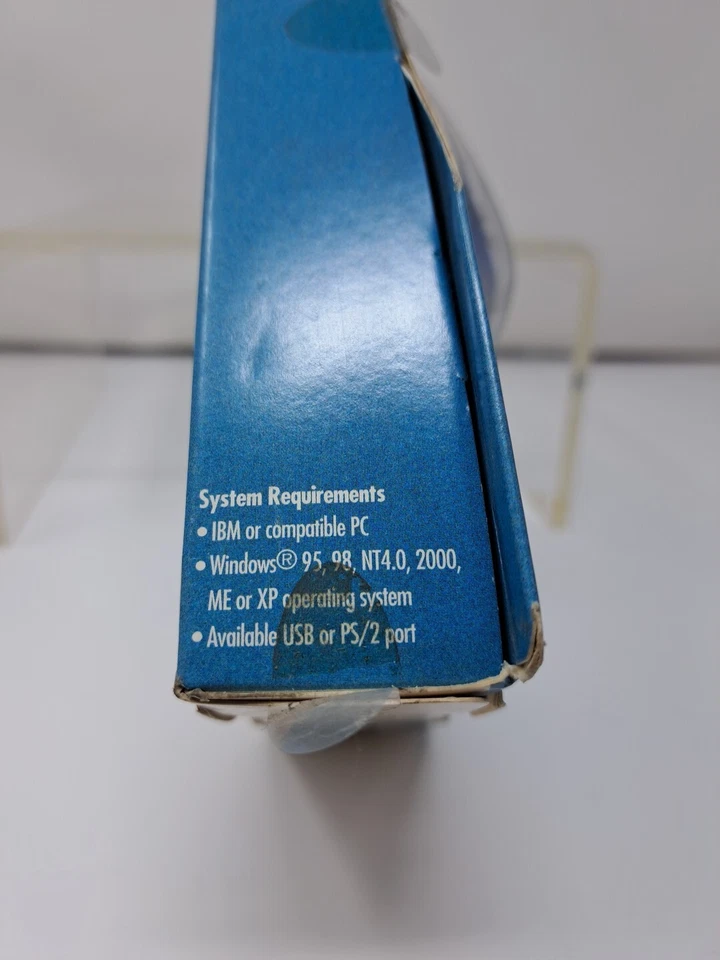 System Requirements
• IBM or compatible PC
• Windows® 95, 98, NT4.0, 2000,
ME or XP operating system
• Available USB or PS/2 port